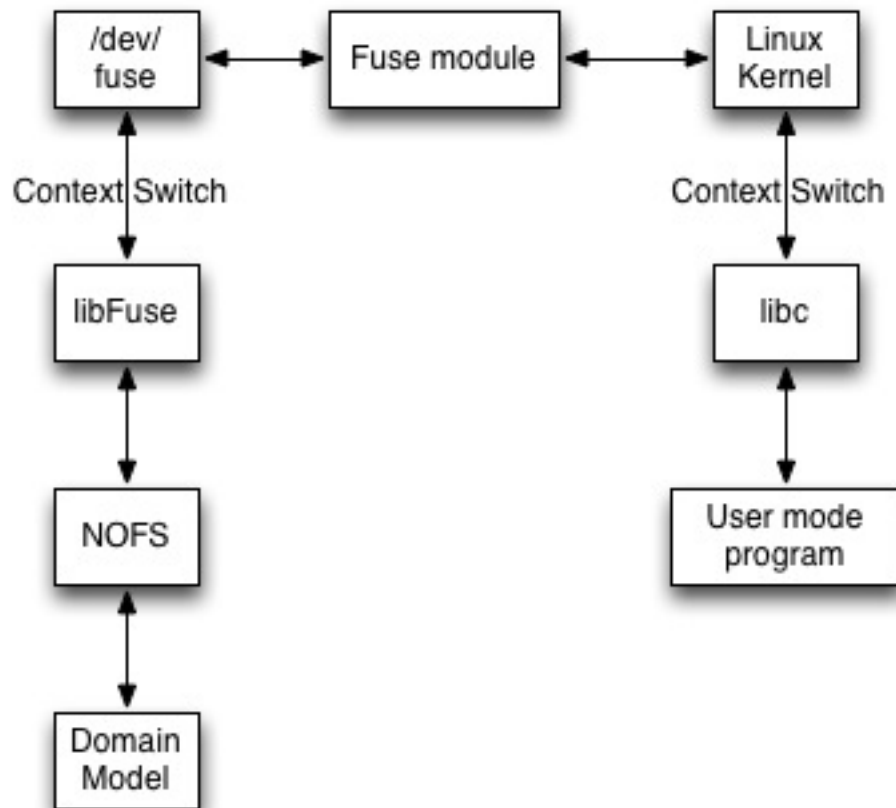 /dev/
fuse
Fuse module
Linux
Kernel
Context Switch
Context Switch
libFuse
libc
NOFS
User mode
program
Domain
Model